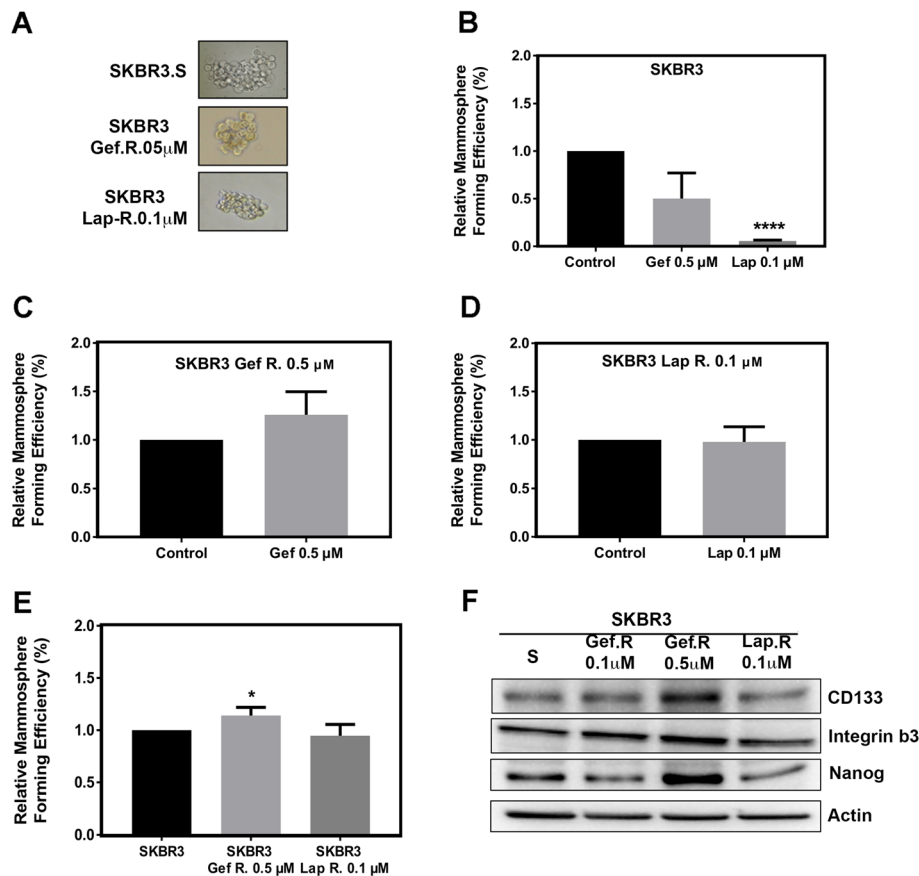 A
SKBR3.S
SKBR3
Gef.R.05µM
SKBR3
Lap-R.0.1µM
B
Relative Mammosphere
Forming Efficiency (%)
2.0
1.5
1.0
0.5
0.0
SKBR3
****
Control Gef 0.5 µM Lap 0.1 µM
C
Relative Mammosphere
Forming Efficiency (%)
2.0
1.5
1.0
0.5
0.0
SKBR3 Gef R. 0.5 µM
Control Gef 0.5 µM
D
Relative Mammosphere
Forming Efficiency (%)
2.0
1.5
1.0
0.5
0.0
SKBR3 Lap R. 0.1 µM
Control Lap 0.1 µM
E
Relative Mammosphere
Forming Efficiency (%)
2.0
1.5
1.0
0.5
0.0
*
SKBR3 SKBR3 SKBR3
Gef R. 0.5 µM Lap R. 0.1 µM
F
SKBR3
S Gef.R Gef.R Lap.R
0.1µM 0.5µM 0.1µM
CD133
Integrin b3
Nanog
Actin